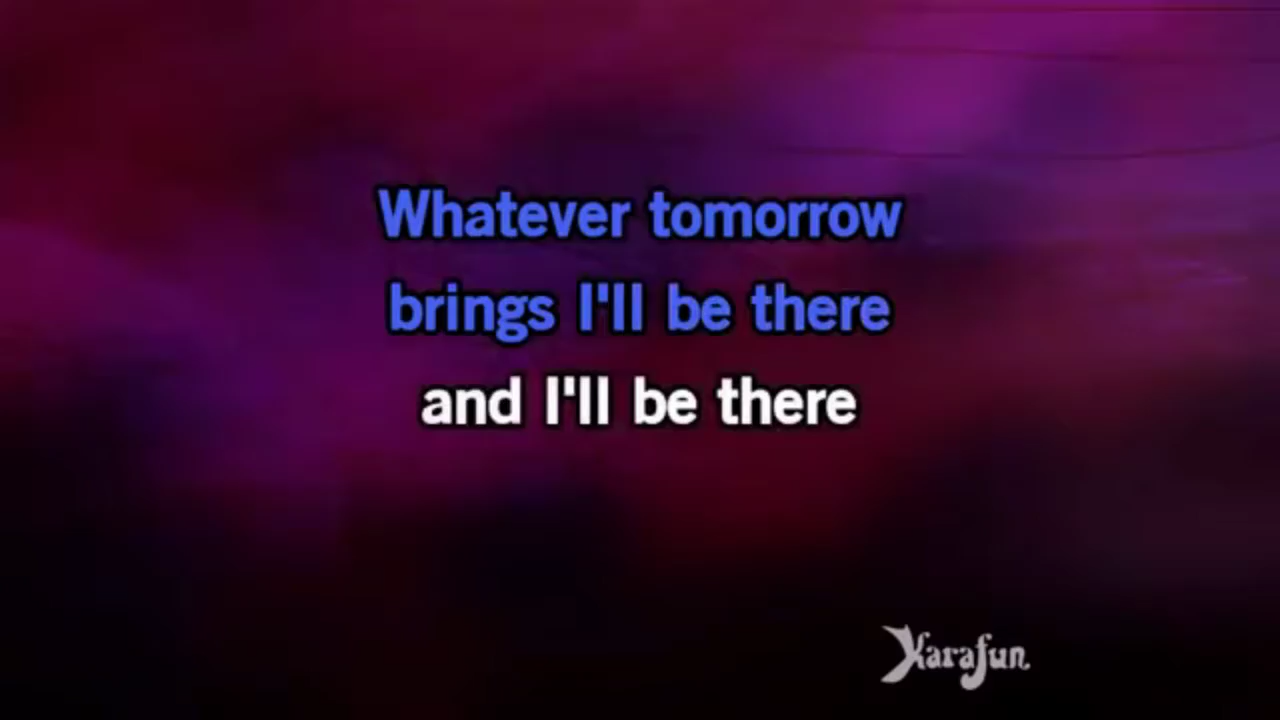 Whatever tomorrow
brings I'll be there
and I'll be there
Karafun